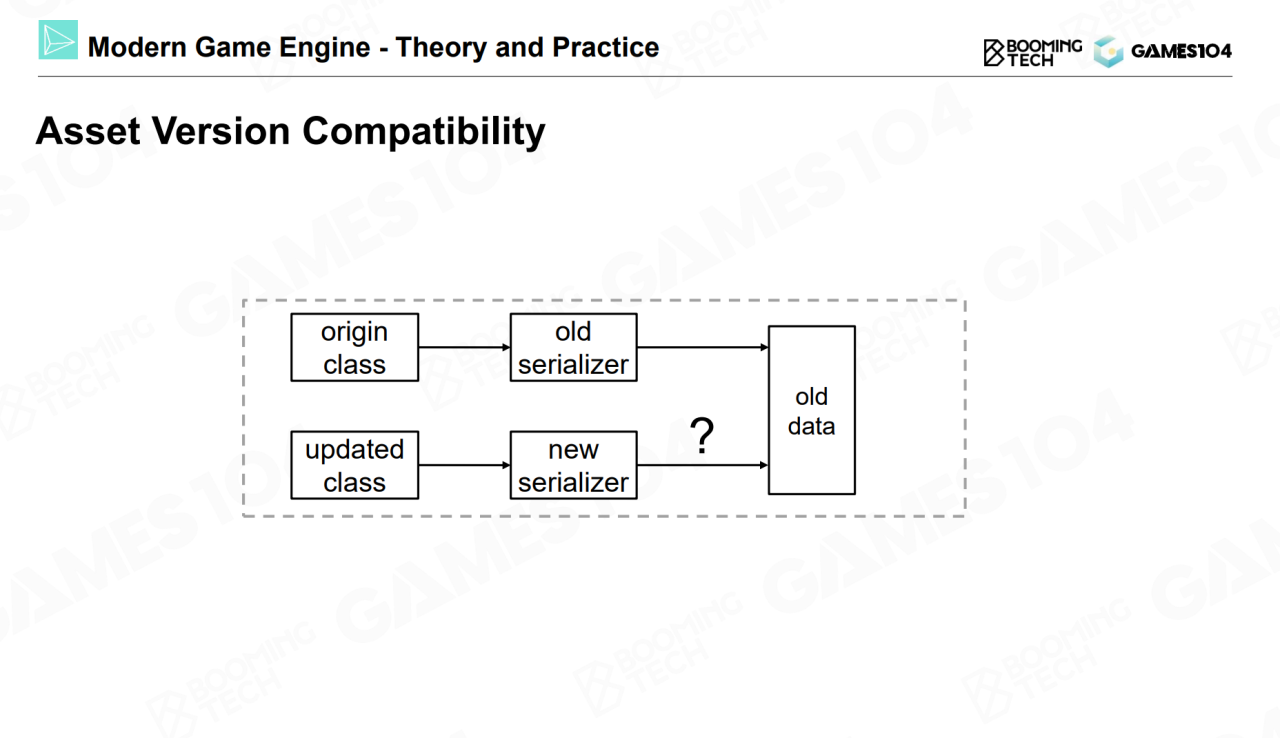 Modern Game Engine - Theory and Practice
BOOMING
TECH
GAMES104
Asset Version Compatibility
origin
class
old
serializer
old
data
updated
class
new
serializer
?